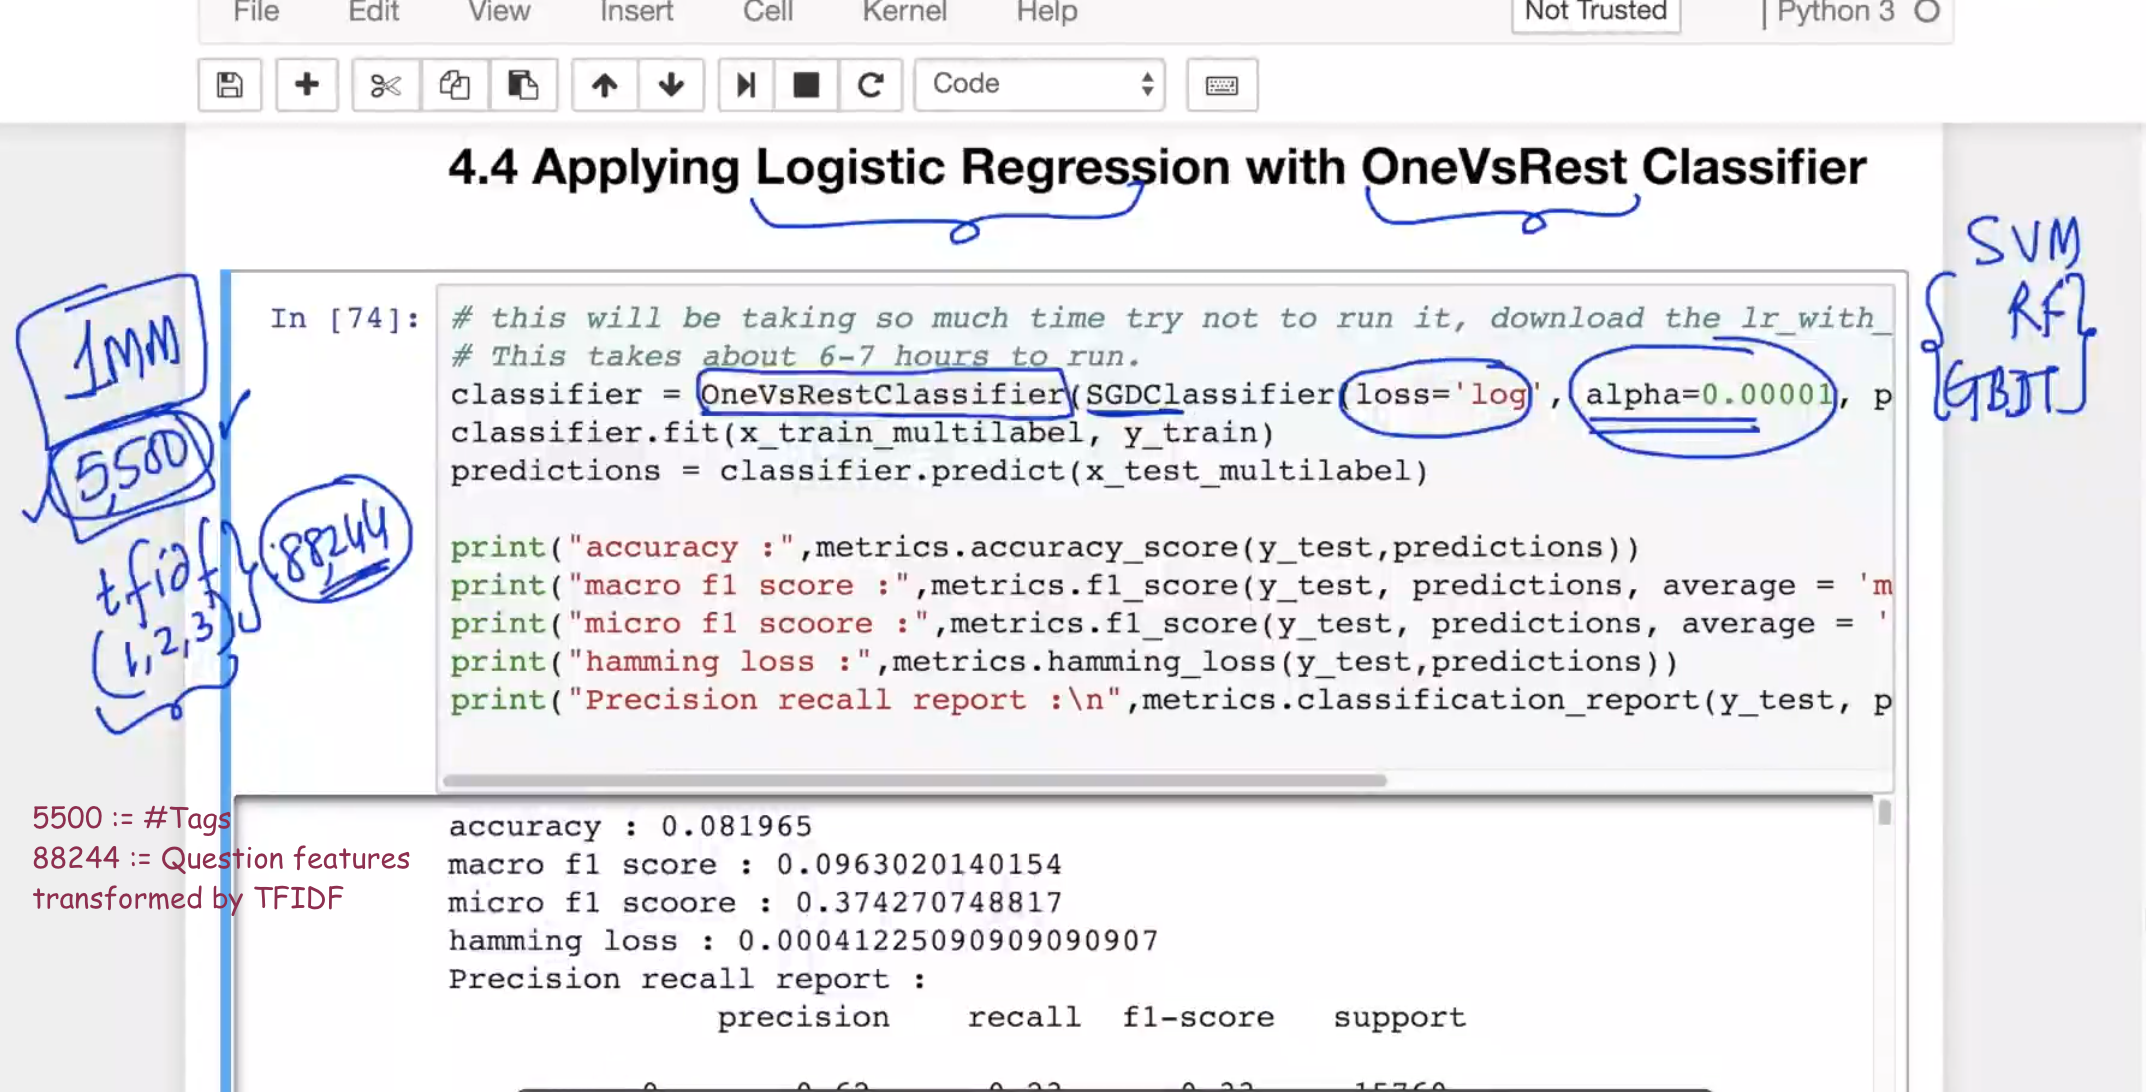 File Edit View Insert Cell Kernel Help Not Trusted | Python 3
Code
4.4 Applying Logistic Regression with OneVsRest Classifier
SVM
RF
GBDT
1MM
5,500
tfidf
(1,2,3)
88,244
In [74]:
# this will be taking so much time try not to run it, download the lr_with_
# This takes about 6-7 hours to run.
classifier = OneVsRestClassifier(SGDClassifier(loss='log', alpha=0.00001, p
classifier.fit(x_train_multilabel, y_train)
predictions = classifier.predict(x_test_multilabel)
print("accuracy :",metrics.accuracy_score(y_test,predictions))
print("macro f1 score :",metrics.f1_score(y_test, predictions, average = 'm
print("micro f1 scoore :",metrics.f1_score(y_test, predictions, average = '
print("hamming loss :",metrics.hamming_loss(y_test,predictions))
print("Precision recall report :\n",metrics.classification_report(y_test, p
5500 := #Tags
88244 := Question features
transformed by TFIDF
accuracy : 0.081965
macro f1 score : 0.0963020140154
micro f1 scoore : 0.374270748817
hamming loss : 0.00041225090909090907
Precision recall report :
precision recall f1-score support